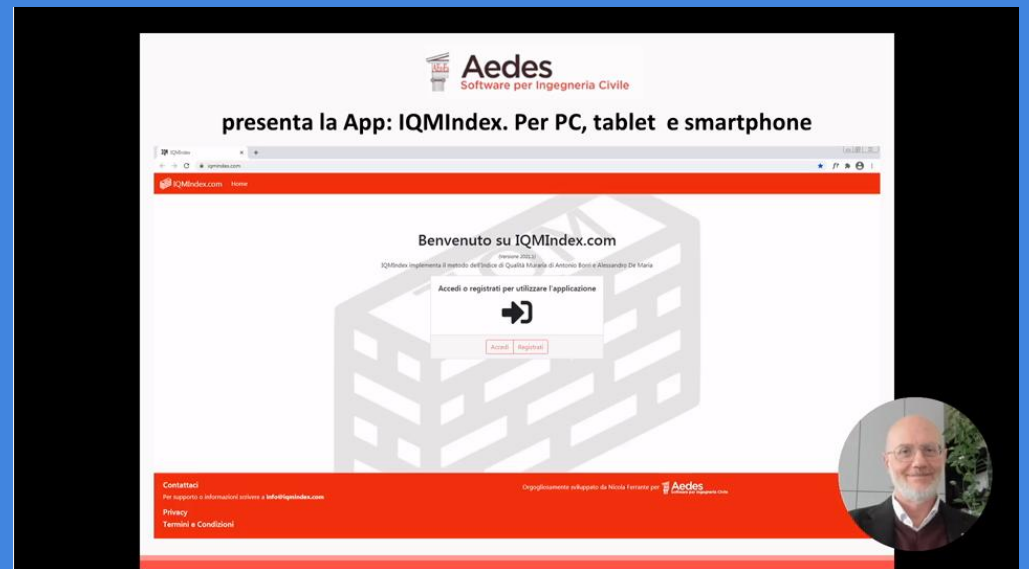 Aedes
Software per Ingegneria Civile
presenta la App: IQMIndex. Per PC, tablet e smartphone
IQMIndex
iqmindex.com
IQMIndex.com Home
Benvenuto su IQMIndex.com
(Versione 2021.1)
IQMIndex implementa il metodo dell'Indice di Qualità Muraria di Antonio Borri e Alessandro De Maria
Accedi o registrati per utilizzare l'applicazione
Accedi Registrati
Contattaci
Per supporto o informazioni scrivere a info@iqmindex.com
Orgogliosamente sviluppato da Nicola Ferrante per Aedes
Software per Ingegneria Civile
Privacy
Termini e Condizioni